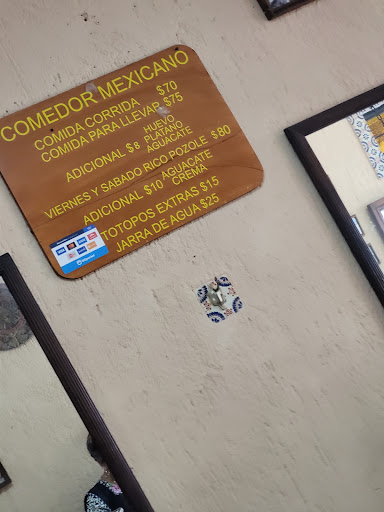 COMEDOR MEXICANO
COMIDA CORRIDA $70
COMIDA PARA LLEVAR $75
ADICIONAL $8 HUEVO
PLATANO
AGUACATE
VIERNES Y SABADO RICO POZOLE $80
ADICIONAL $10 AGUACATE
CREMA
TOTOPOS EXTRAS $15
JARRA DE AGUA $25